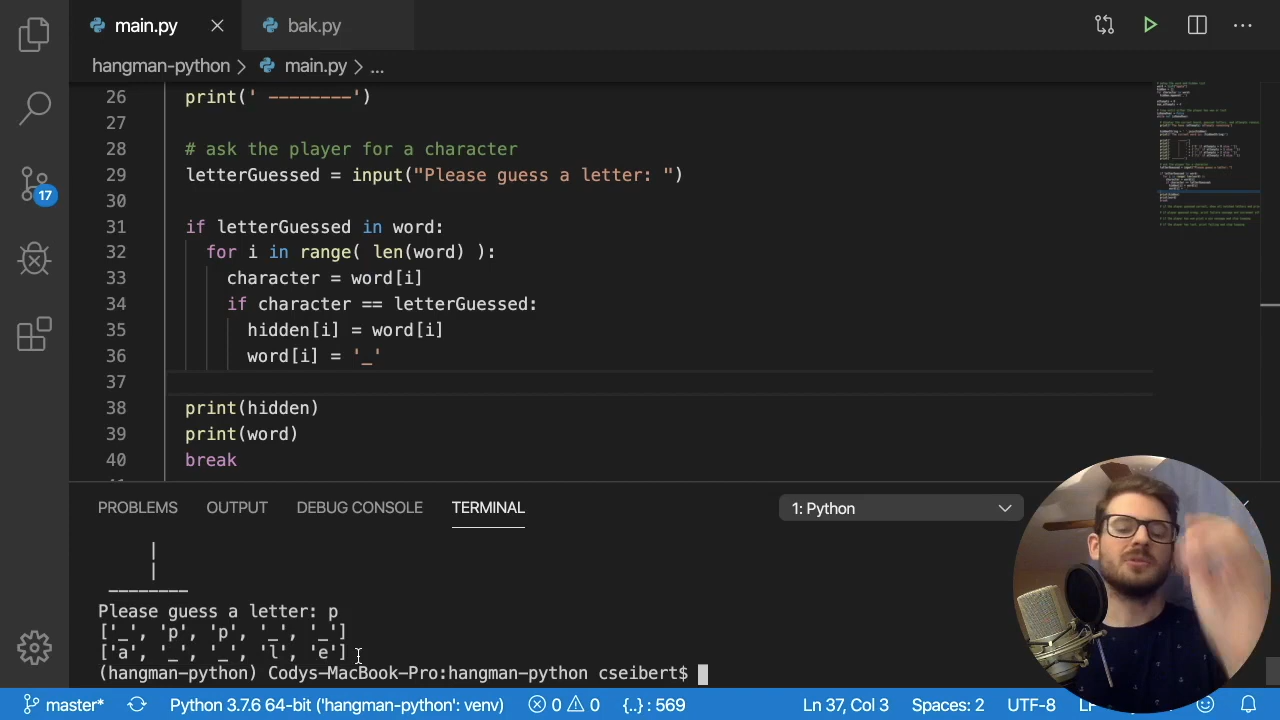 main.py
bak.py
hangman-python > main.py > ...
26 print(' --------')
27
28 # ask the player for a character
29 letterGuessed = input("Please guess a letter: ")
30
31 if letterGuessed in word:
32 for i in range( len(word) ):
33 character = word[i]
34 if character == letterGuessed:
35 hidden[i] = word[i]
36 word[i] = '_'
37
38 print(hidden)
39 print(word)
40 break
17
PROBLEMS OUTPUT DEBUG CONSOLE TERMINAL 1: Python
|
|
--------
Please guess a letter: p
['_', 'p', 'p', '_', '_']
['a', '_', '_', 'l', 'e']
(hangman-python) Codys-MacBook-Pro:hangman-python cseibert$
master* Python 3.7.6 64-bit ('hangman-python': venv) 0 0 {..} : 569 Ln 37, Col 3 Spaces: 2 UTF-8